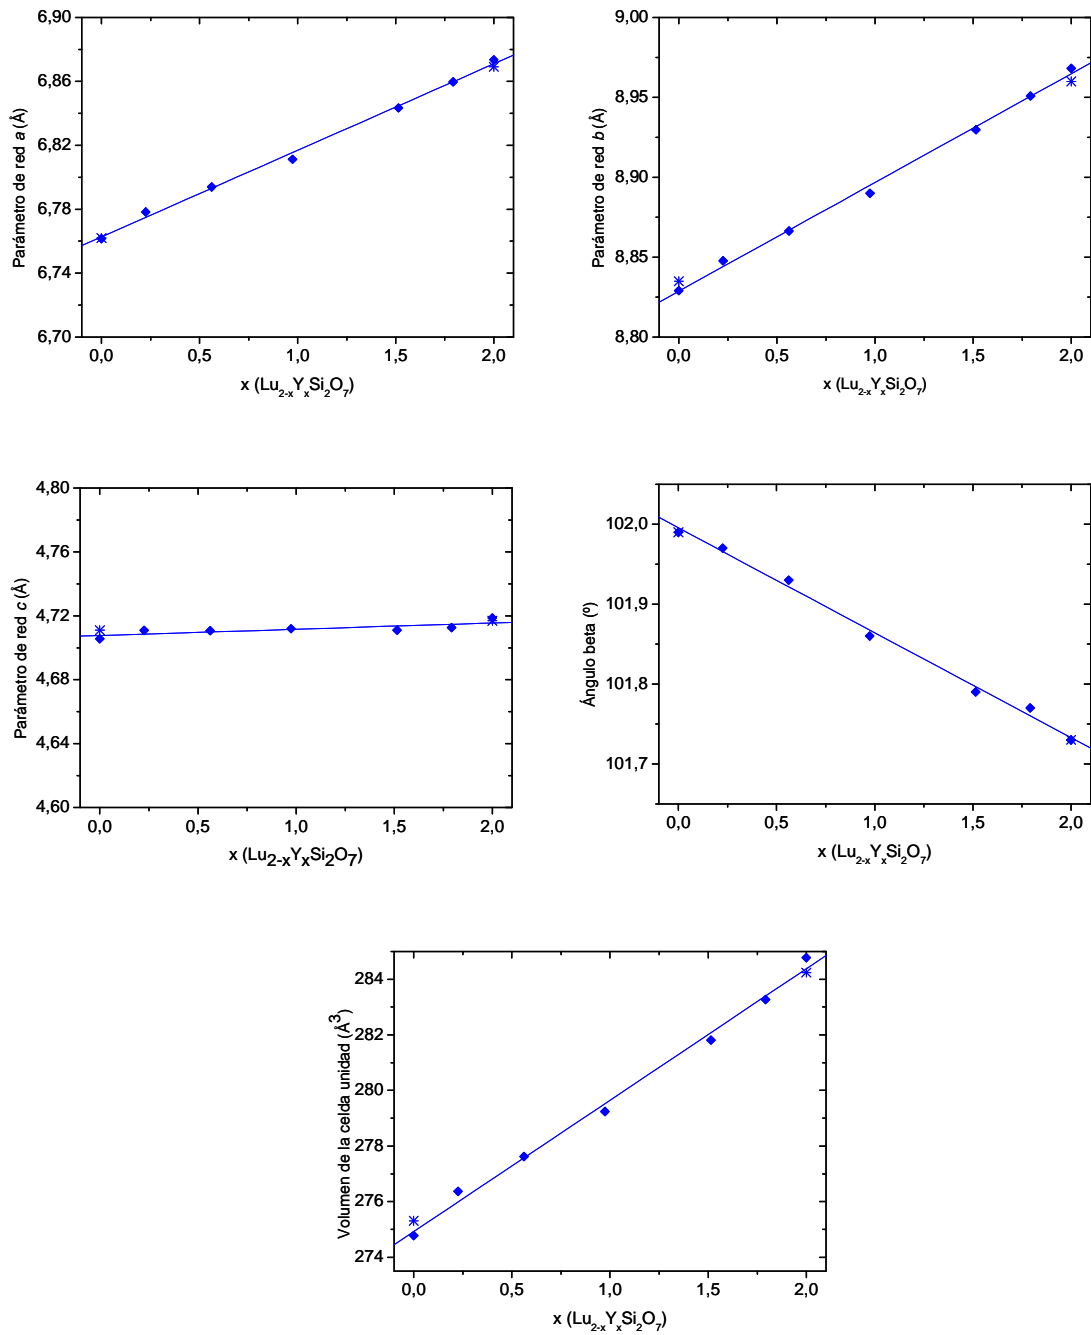 6,90
6,86
6,82
6,78
6,74
6,70
Parámetro de red a (Å)
0,0 0,5 1,0 1,5 2,0
x (Lu2-xYxSi2O7)
9,00
8,95
8,90
8,85
8,80
Parámetro de red b (Å)
0,0 0,5 1,0 1,5 2,0
x (Lu2-xYxSi2O7)
4,80
4,76
4,72
4,68
4,64
4,60
Parámetro de red c (Å)
0,0 0,5 1,0 1,5 2,0
x (Lu2-xYxSi2O7)
102,0
101,9
101,8
101,7
Ángulo beta (º)
0,0 0,5 1,0 1,5 2,0
x (Lu2-xYxSi2O7)
284
282
280
278
276
274
Volumen de la celda unidad (Å3)
0,0 0,5 1,0 1,5 2,0
x (Lu2-xYxSi2O7)